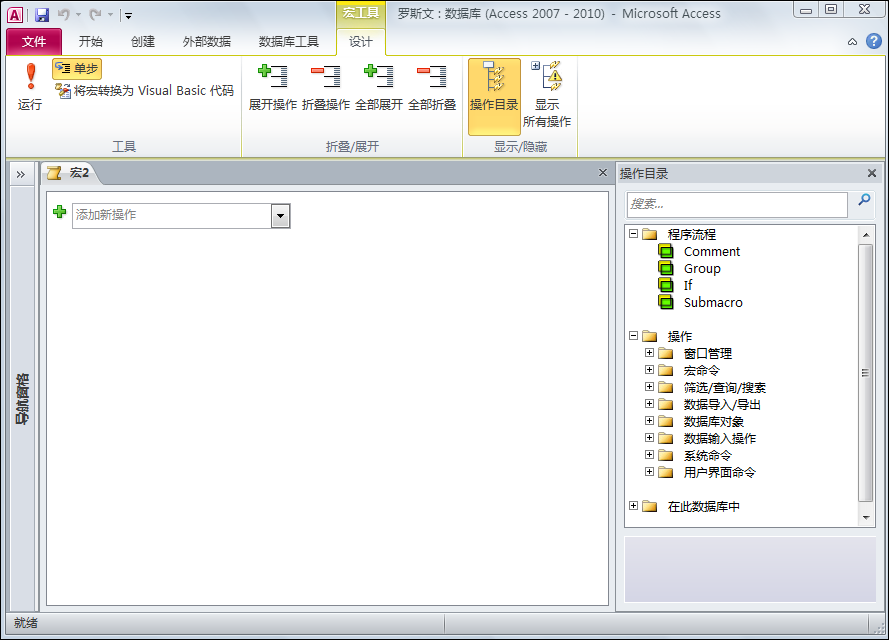 宏工具
罗斯文 : 数据库 (Access 2007 - 2010) - Microsoft Access
文件 开始 创建 外部数据 数据库工具 设计
运行
单步
将宏转换为 Visual Basic 代码
工具
展开操作 折叠操作 全部展开 全部折叠
折叠/展开
操作目录
显示
所有操作
显示/隐藏
»
导航窗格
宏2
添加新操作
操作目录
搜索...
程序流程
Comment
Group
If
Submacro
操作
窗口管理
宏命令
筛选/查询/搜索
数据导入/导出
数据库对象
数据输入操作
系统命令
用户界面命令
在此数据库中
就绪